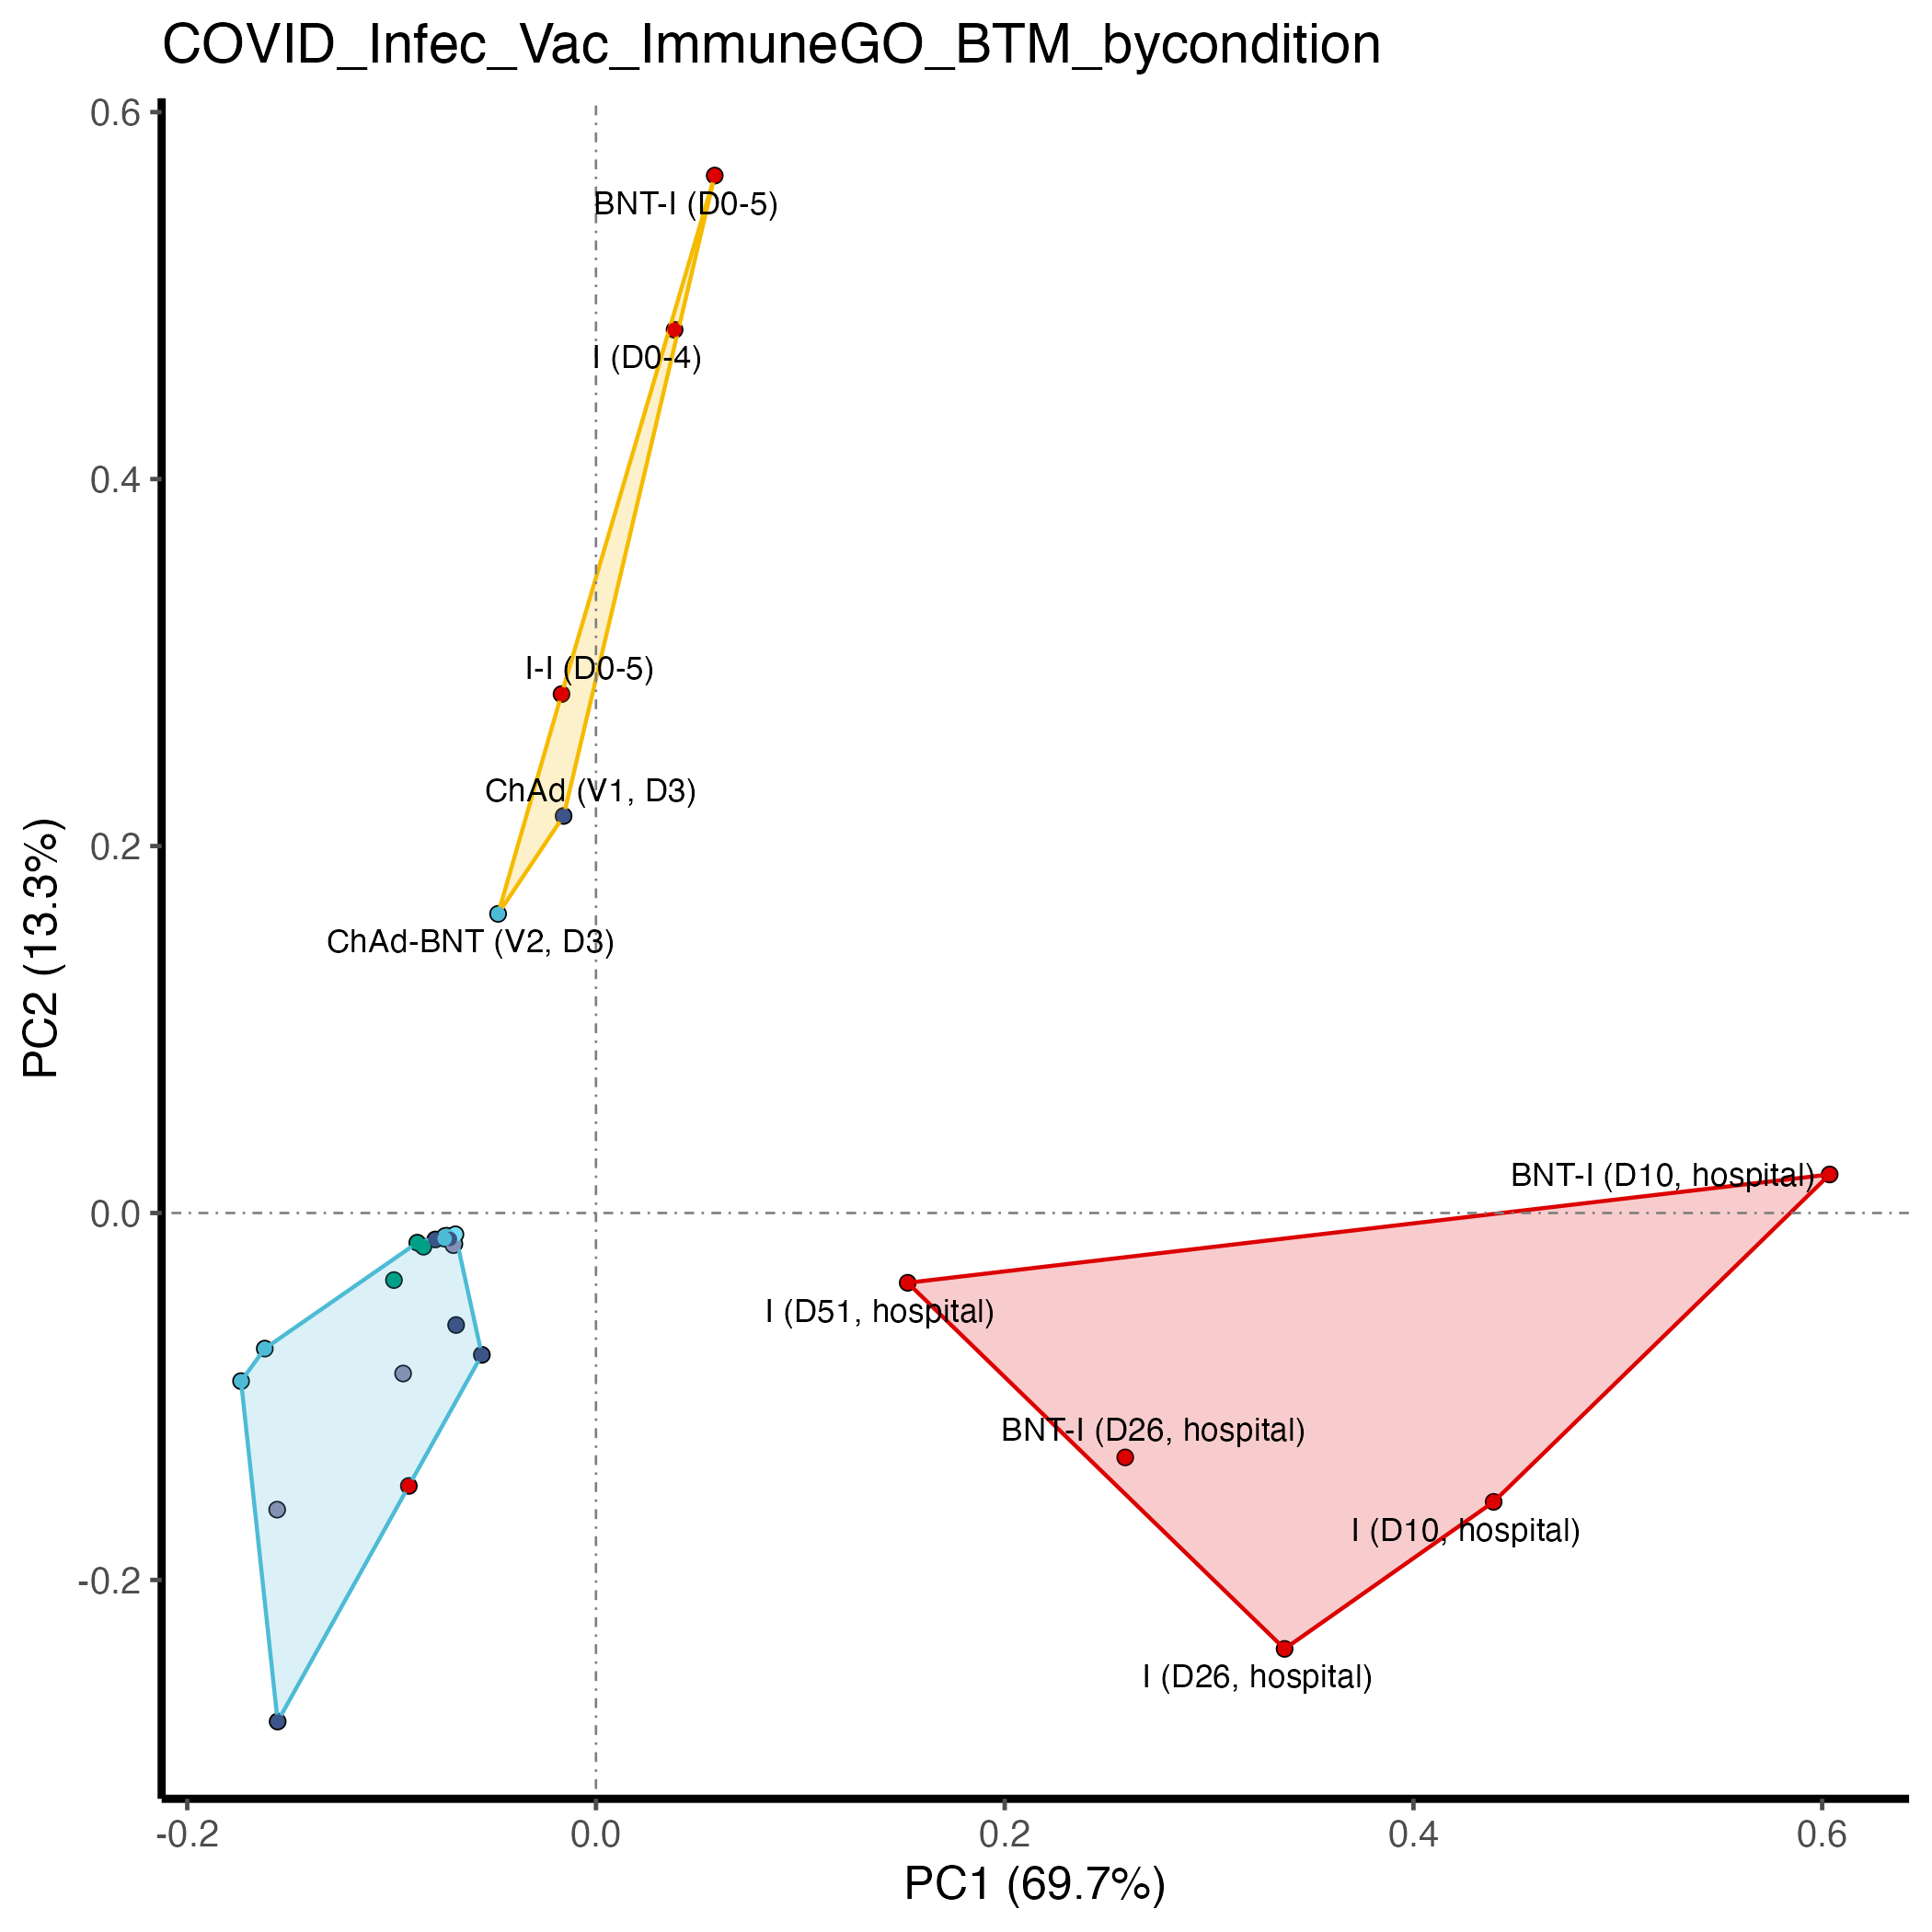 COVID_Infec_Vac_ImmuneGO_BTM_bycondition
0.6
BNT-I (D0-5)
I (D0-4)
0.4
I-I (D0-5)
ChAd (V1, D3)
0.2
ChAd-BNT (V2, D3)
PC2 (13.3%)
BNT-I (D10, hospital)
0.0
I (D51, hospital)
BNT-I (D26, hospital)
I (D10, hospital)
-0.2
I (D26, hospital)
-0.2 0.0 0.2 0.4 0.6
PC1 (69.7%)